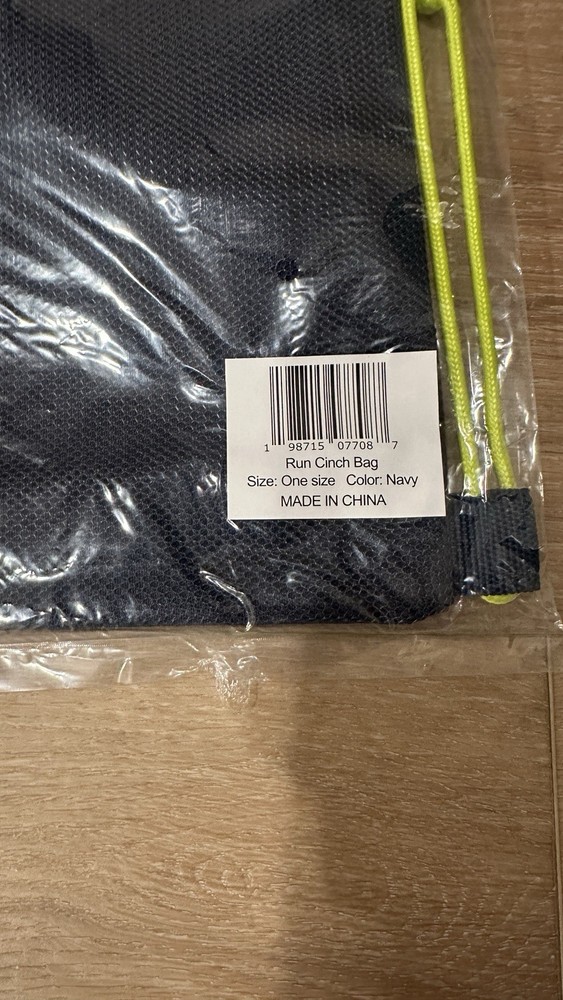 1 98715 07708 7
Run Cinch Bag
Size: One size Color: Navy
MADE IN CHINA